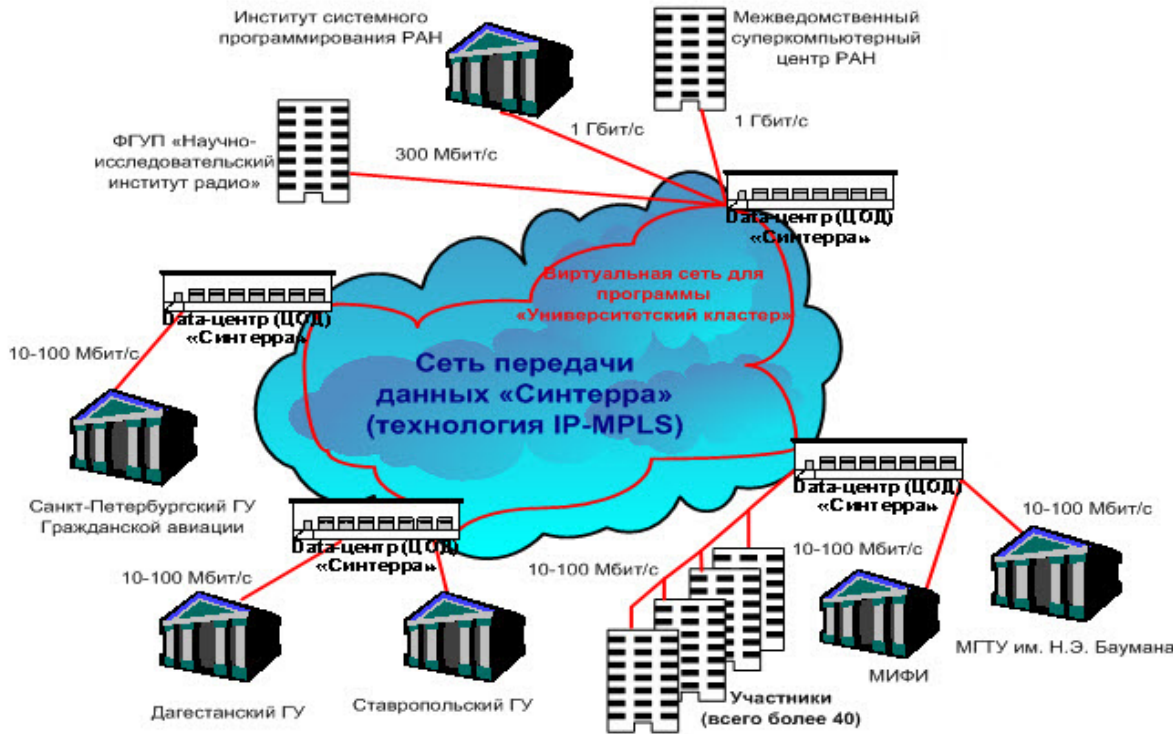 Институт системного
программирования РАН
Межведомственный
суперкомпьютерный
центр РАН
ФГУП «Научно-
исследовательский
институт радио»
300 Мбит/с
1 Гбит/с
1 Гбит/с
Data-центр (ЦОД)
«Синтерра»
Виртуальная сеть для
программы
«Университетский кластер»
Data-центр (ЦОД)
«Синтерра»
10-100 Мбит/с
Сеть передачи
данных «Синтерра»
(технология IP-MPLS)
Санкт-Петербургский ГУ
Гражданской авиации
Data-центр (ЦОД)
«Синтерра»
Data-центр (ЦОД)
«Синтерра»
10-100 Мбит/с
10-100 Мбит/с
10-100 Мбит/с
10-100 Мбит/с
Дагестанский ГУ
Ставропольский ГУ
Участники
(всего более 40)
МИФИ
МГТУ им. Н.Э. Баумана